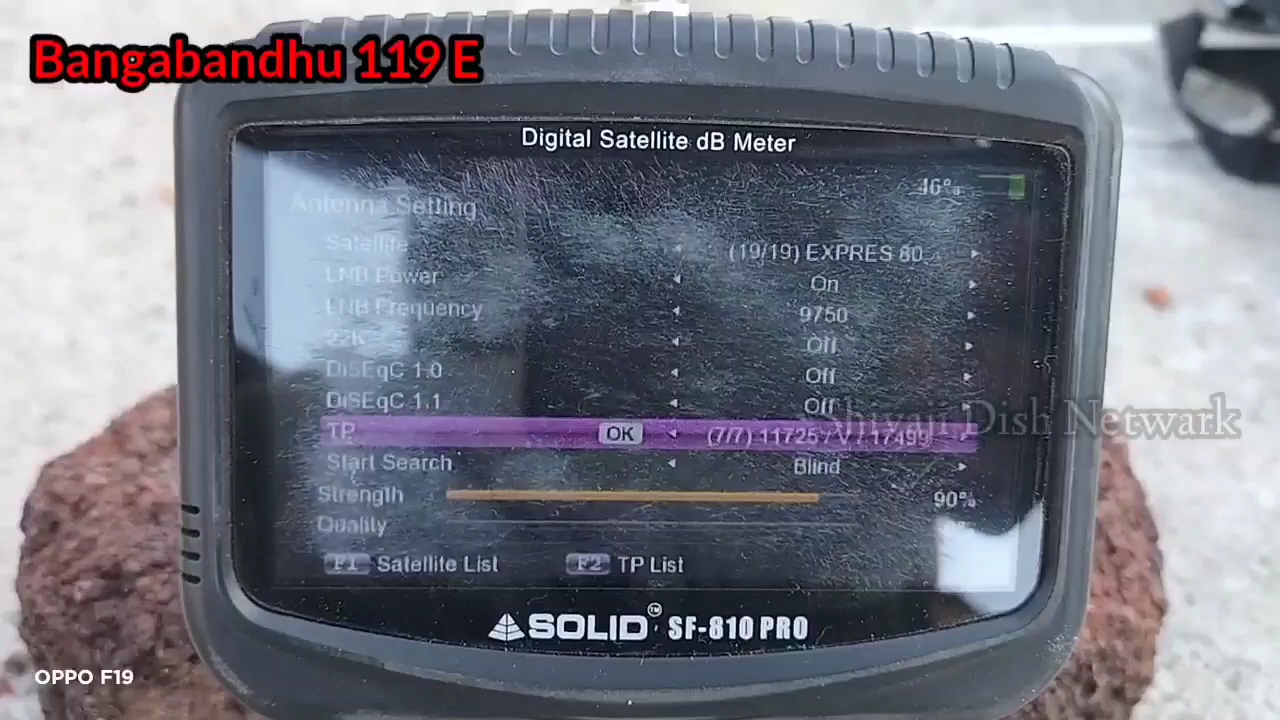 Bangabandhu 119 E
Digital Satellite dB Meter
46%
Antenna Setting
Satellite (19/19) EXPRES 80
LNB Power On
LNB Frequency 9750
22K Off
DiSEqC 1.0 Off
DiSEqC 1.1 Off
Shivaji Dish Netwark
TP OK (7/7) 11725 / V / 17499
Start Search Blind
Strength 90%
Quality
F1 Satellite List F2 TP List
SOLID™ SF-810 PRO
OPPO F19